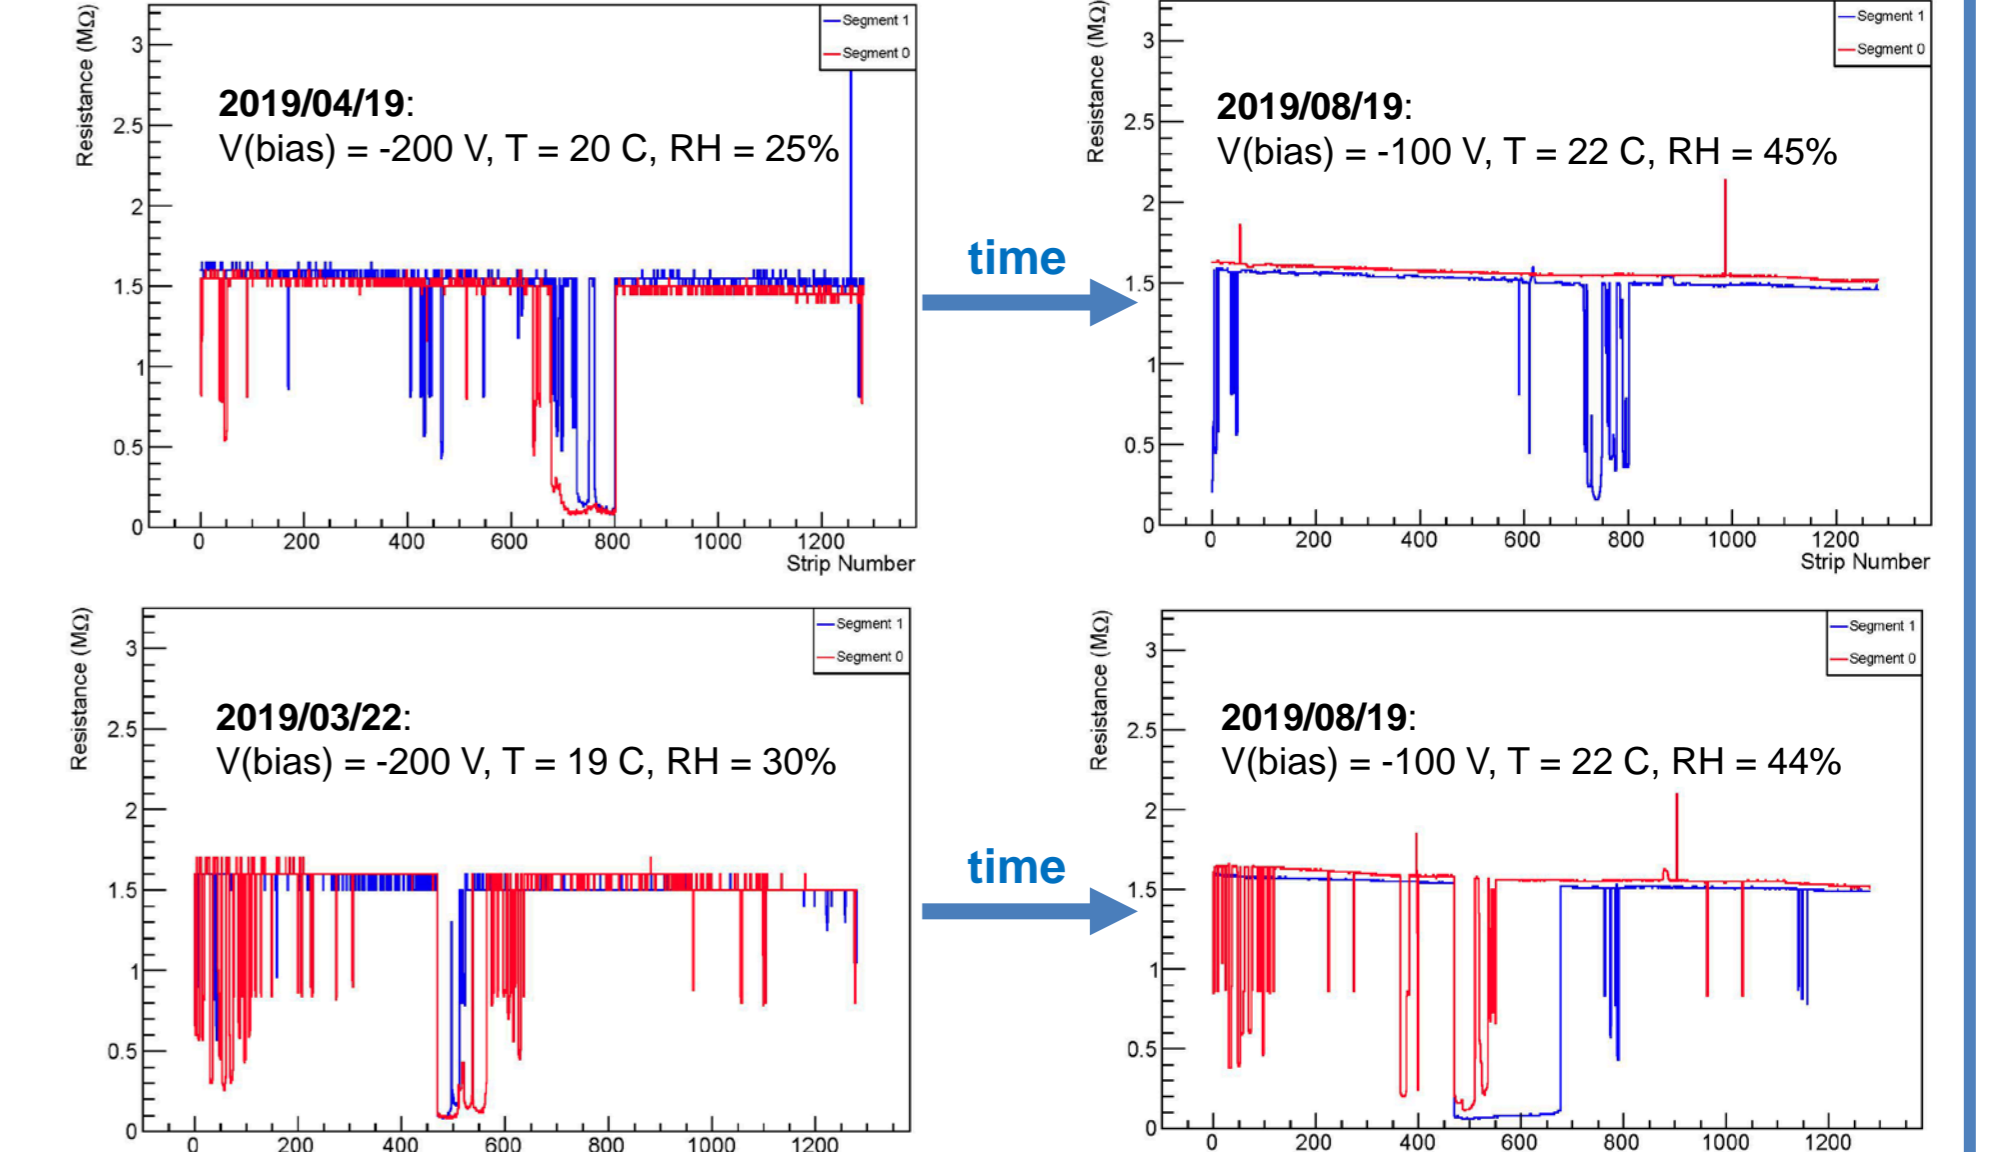 Resistance (MΩ)
Segment 1
Segment 0
2019/04/19:
V(bias) = -200 V, T = 20 C, RH = 25%
3
2.5
2
1.5
1
0.5
0
0 200 400 600 800 1000 1200
Strip Number
time
Resistance (MΩ)
Segment 1
Segment 0
2019/08/19:
V(bias) = -100 V, T = 22 C, RH = 45%
3
2.5
2
1.5
1
0.5
0
0 200 400 600 800 1000 1200
Strip Number
Resistance (MΩ)
Segment 1
Segment 0
2019/03/22:
V(bias) = -200 V, T = 19 C, RH = 30%
3
2.5
2
1.5
1
0.5
0
0 200 400 600 800 1000 1200
time
Resistance (MΩ)
Segment 1
Segment 0
2019/08/19:
V(bias) = -100 V, T = 22 C, RH = 44%
3
2.5
2
1.5
1
0.5
0
0 200 400 600 800 1000 1200